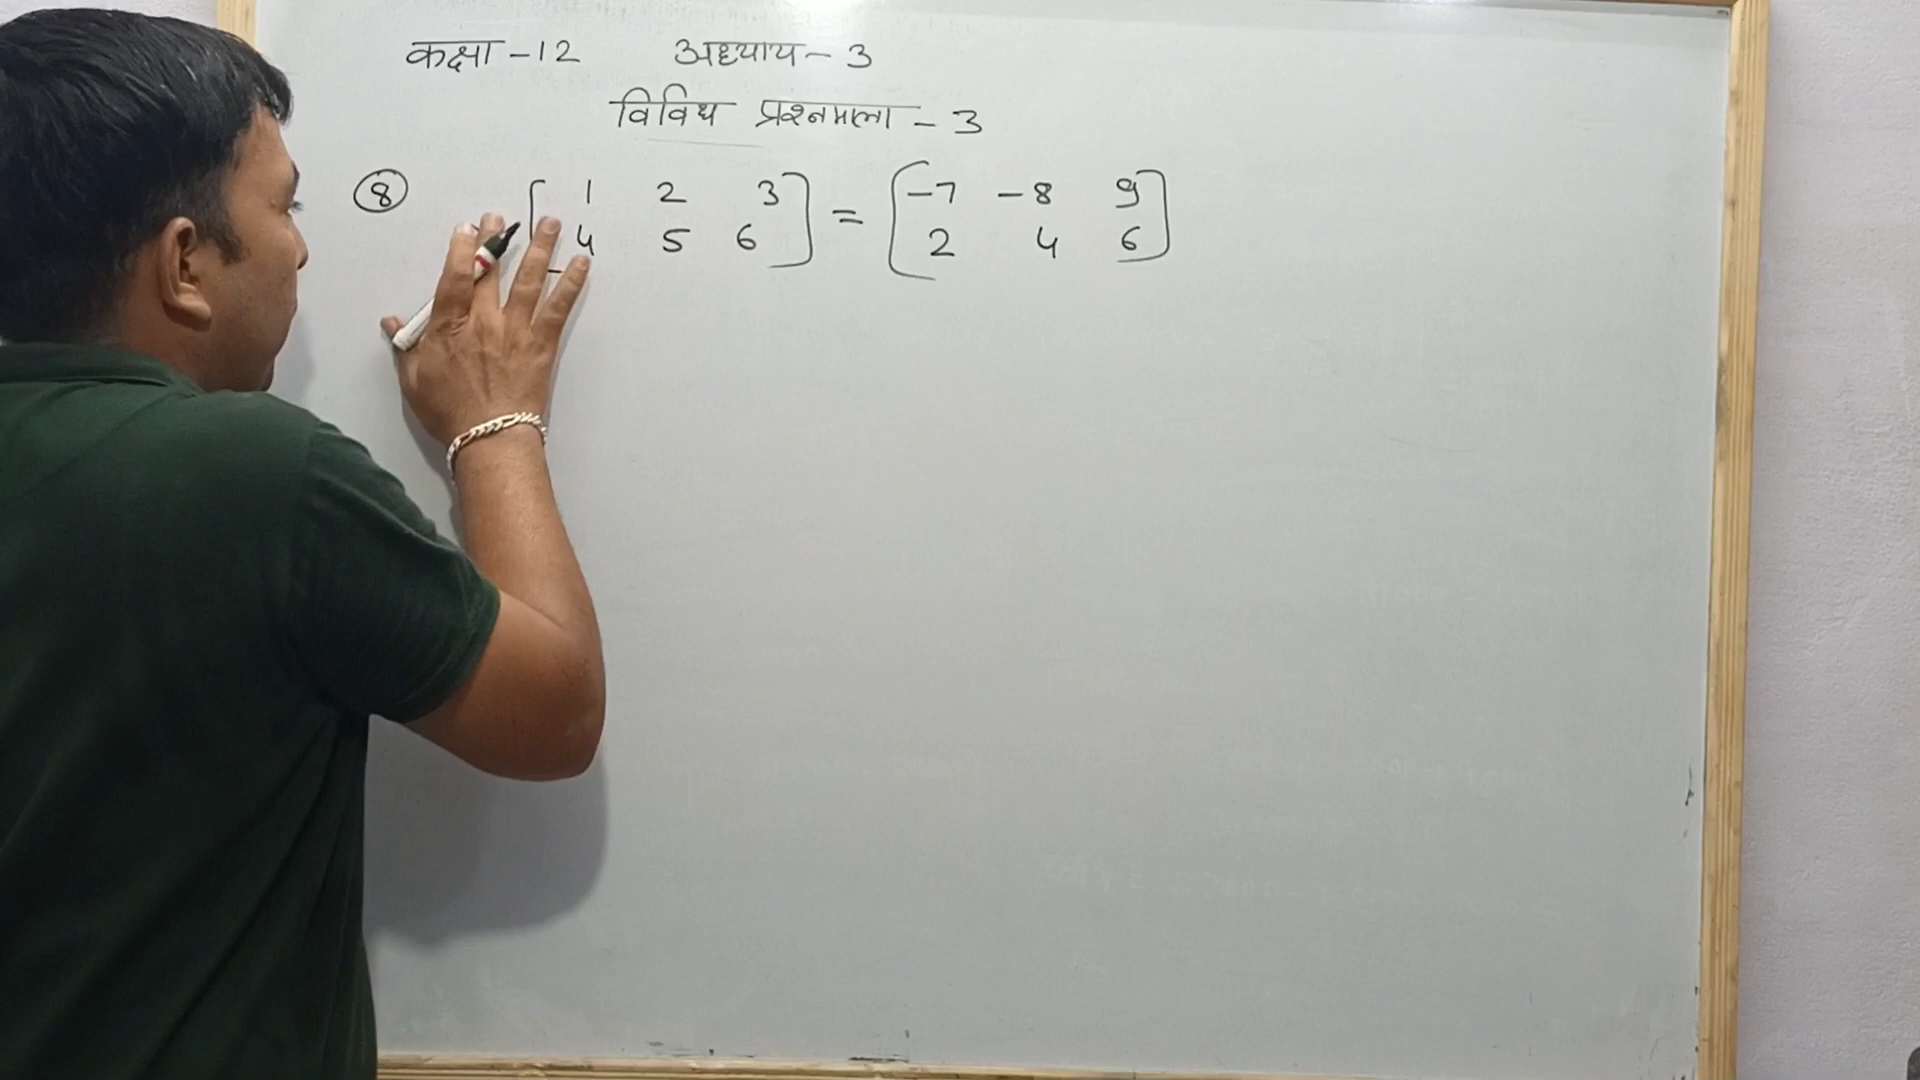 कक्षा - 12 अध्याय - 3
विविध प्रश्नमाला - 3
(8) [ 1 2 3 ] = [ -7 -8 9 ]
[ 4 5 6 ] [ 2 4 6 ]